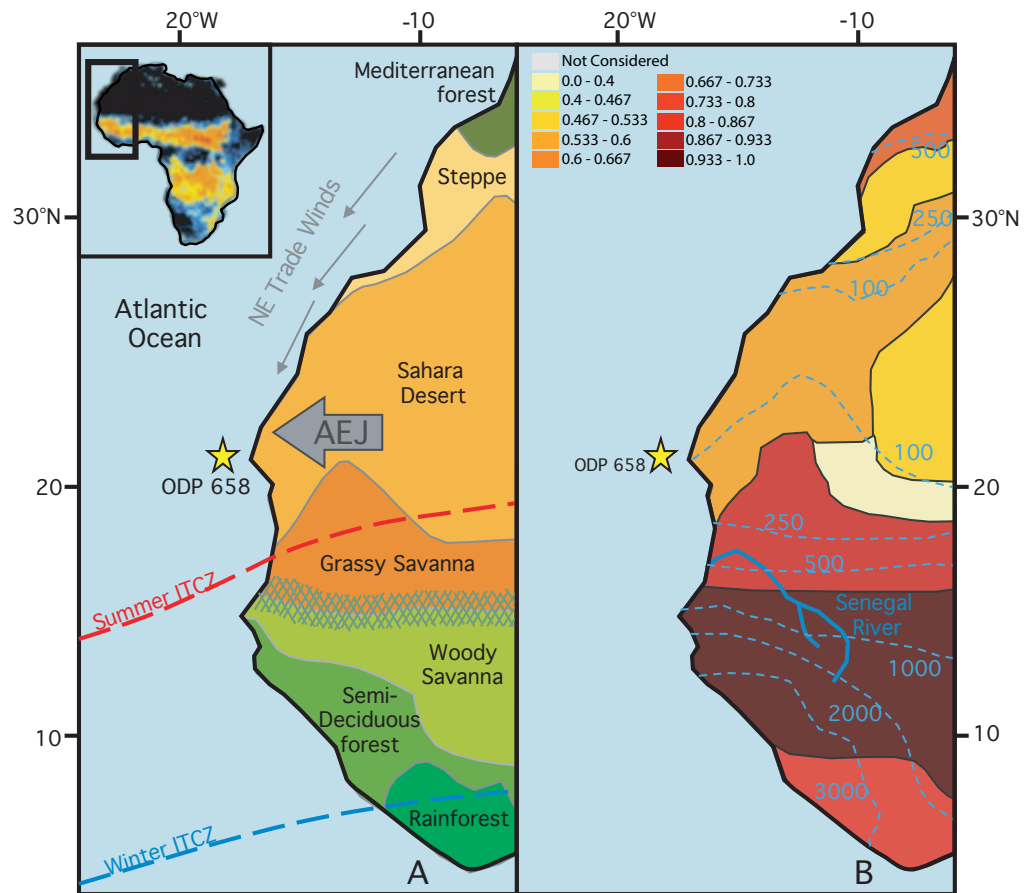 20°W
-10
20°W
-10
Mediterranean
forest
Steppe
NE Trade Winds
30°N
Atlantic
Ocean
Sahara
Desert
AEJ
ODP 658
20
Grassy Savanna
Summer ITCZ
Woody
Savanna
Semi-
Deciduous
forest
10
Rainforest
Winter ITCZ
A
Not Considered
0.0 - 0.4
0.4 - 0.467
0.467 - 0.533
0.533 - 0.6
0.6 - 0.667
0.667 - 0.733
0.733 - 0.8
0.8 - 0.867
0.867 - 0.933
0.933 - 1.0
500
250
30°N
100
ODP 658
100
20
250
500
Senegal
River
1000
2000
10
3000
B